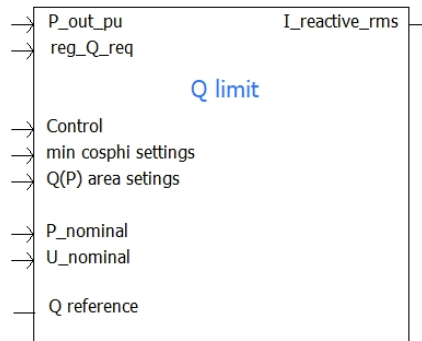 P_out_pu I_reactive_rms
reg_Q_req
Q limit
Control
min cosphi settings
Q(P) area setings
P_nominal
U_nominal
Q reference